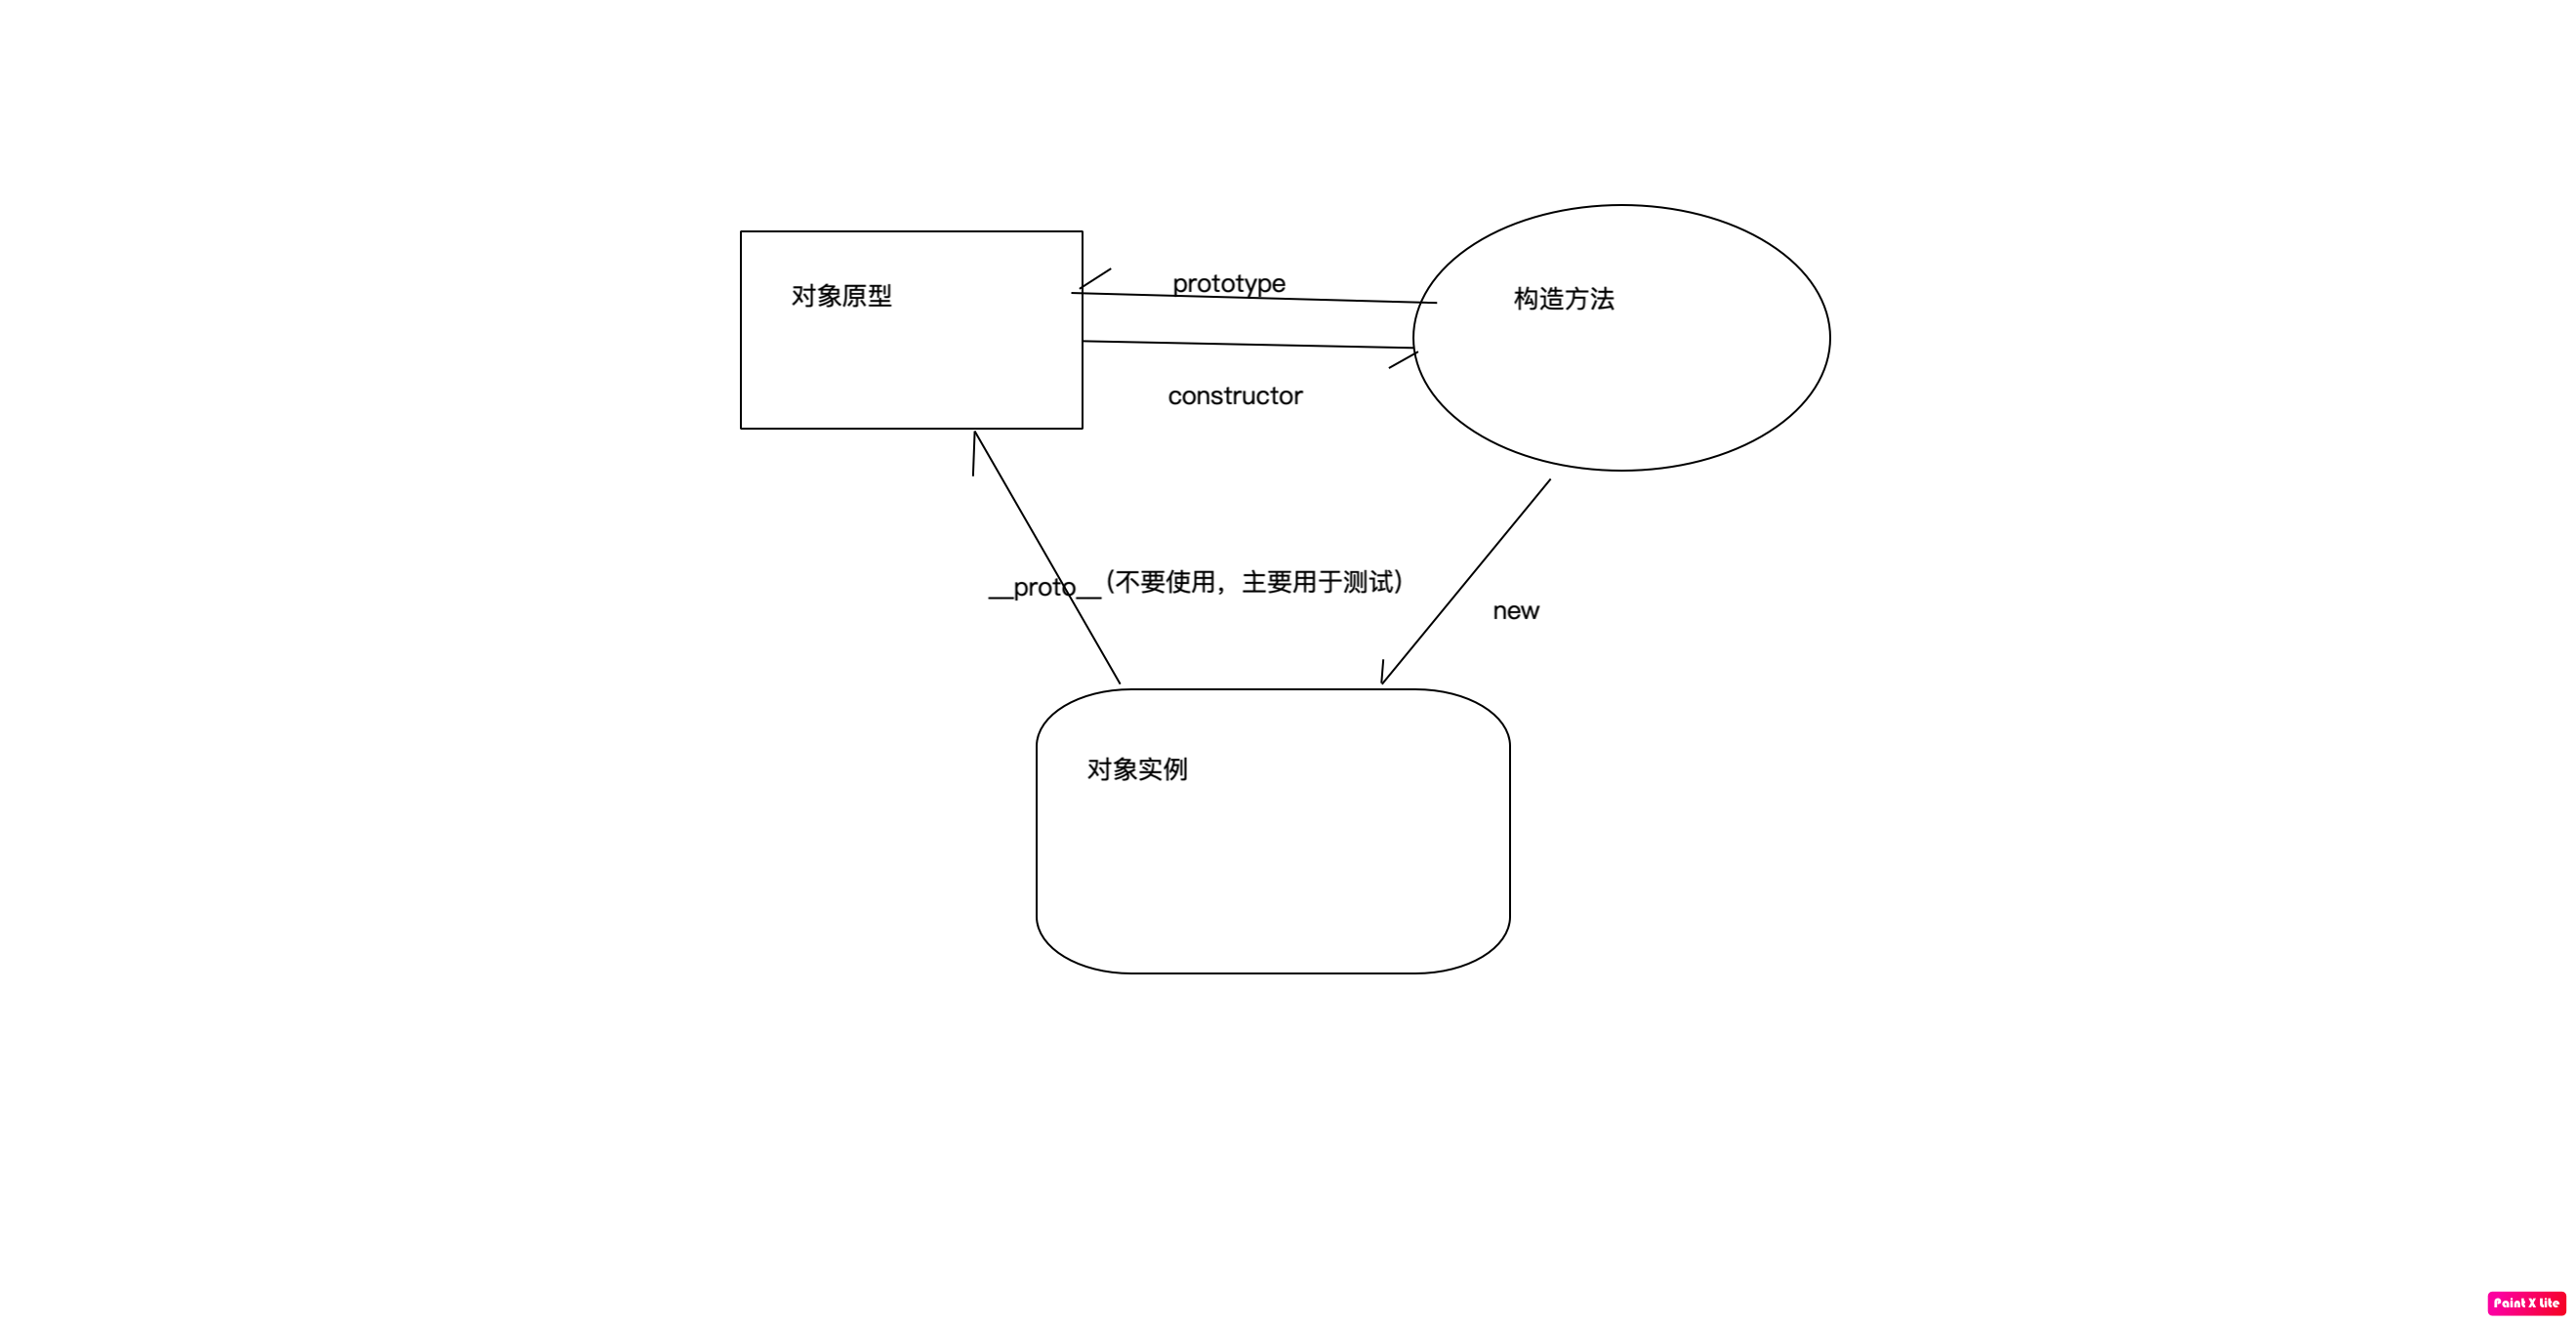 prototype
对象原型
构造方法
constructor
__proto__(不要使用，主要用于测试)
new
对象实例
Paint X Lite